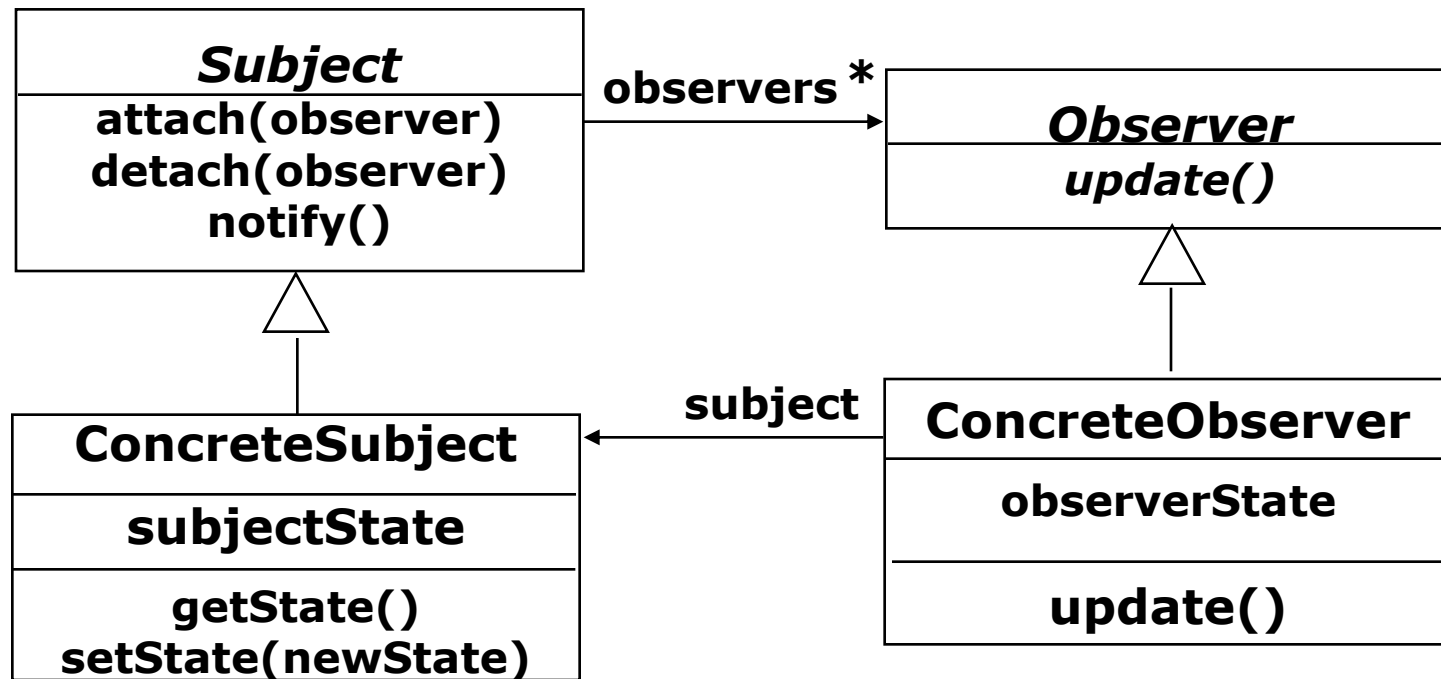 Subject
attach(observer)
detach(observer)
notify()
observers *
Observer
update()
ConcreteSubject
subjectState
getState()
setState(newState)
subject
ConcreteObserver
observerState
update()